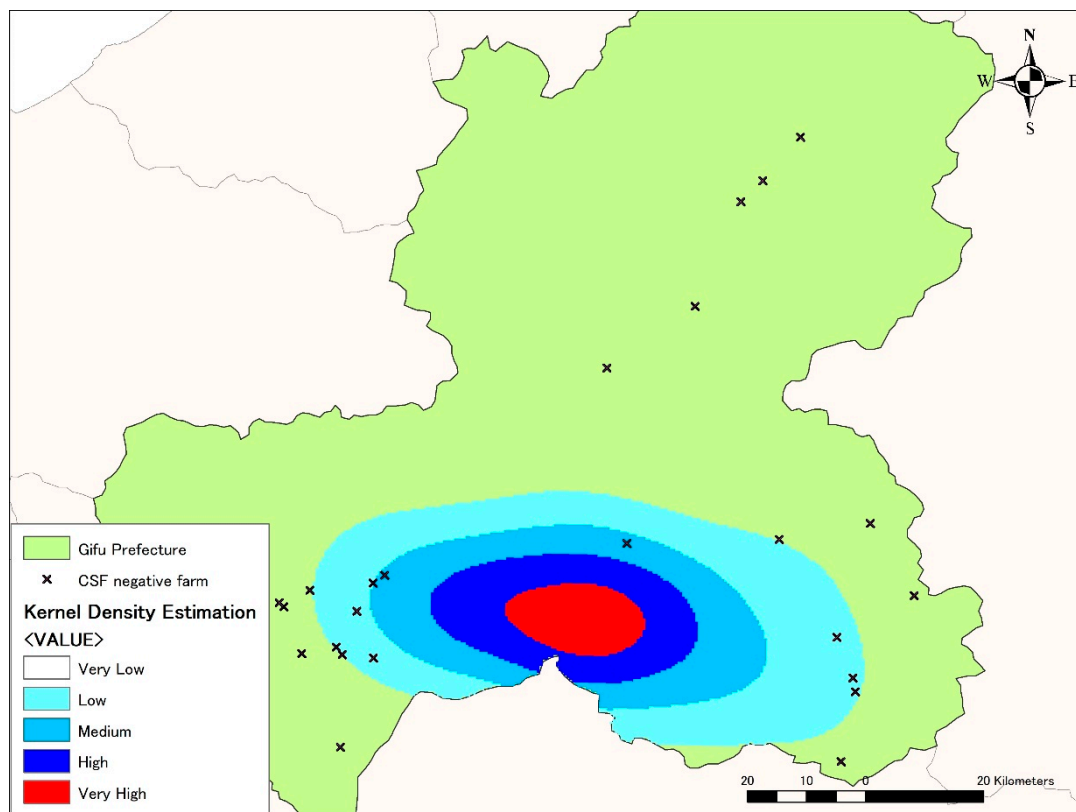 N
W E
S
Gifu Prefecture
CSF negative farm
Kernel Density Estimation
<VALUE>
Very Low
Low
Medium
High
Very High
20 10 0 20 Kilometers